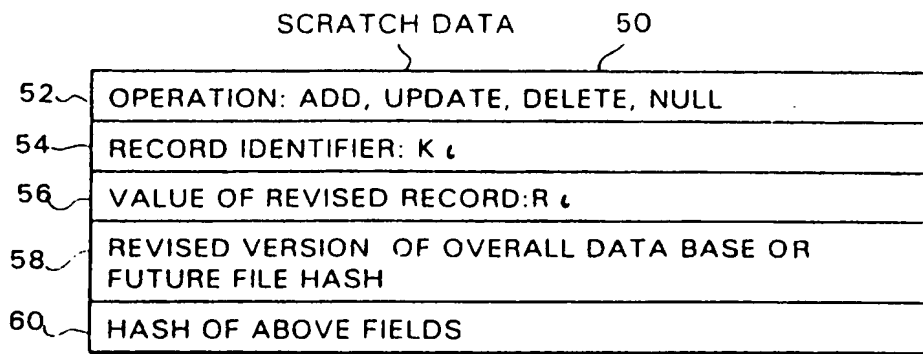 SCRATCH DATA 50
52 OPERATION: ADD, UPDATE, DELETE, NULL
54 RECORD IDENTIFIER: K i
56 VALUE OF REVISED RECORD:R i
58 REVISED VERSION OF OVERALL DATA BASE OR
FUTURE FILE HASH
60 HASH OF ABOVE FIELDS